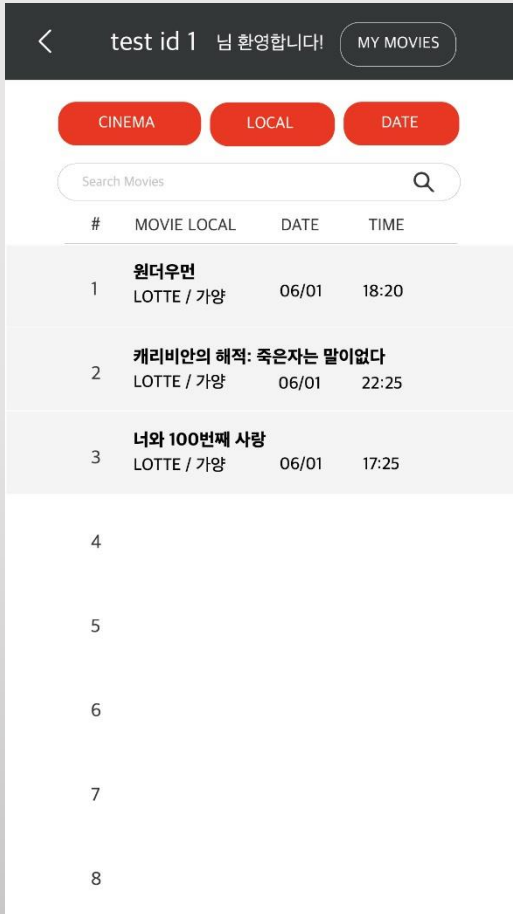 < test id 1 님 환영합니다! MY MOVIES
CINEMA LOCAL DATE
Search Movies
# MOVIE LOCAL DATE TIME
1 원더우먼
LOTTE / 가양 06/01 18:20
2 캐리비안의 해적: 죽은자는 말이없다
LOTTE / 가양 06/01 22:25
3 너와 100번째 사랑
LOTTE / 가양 06/01 17:25
4
5
6
7
8